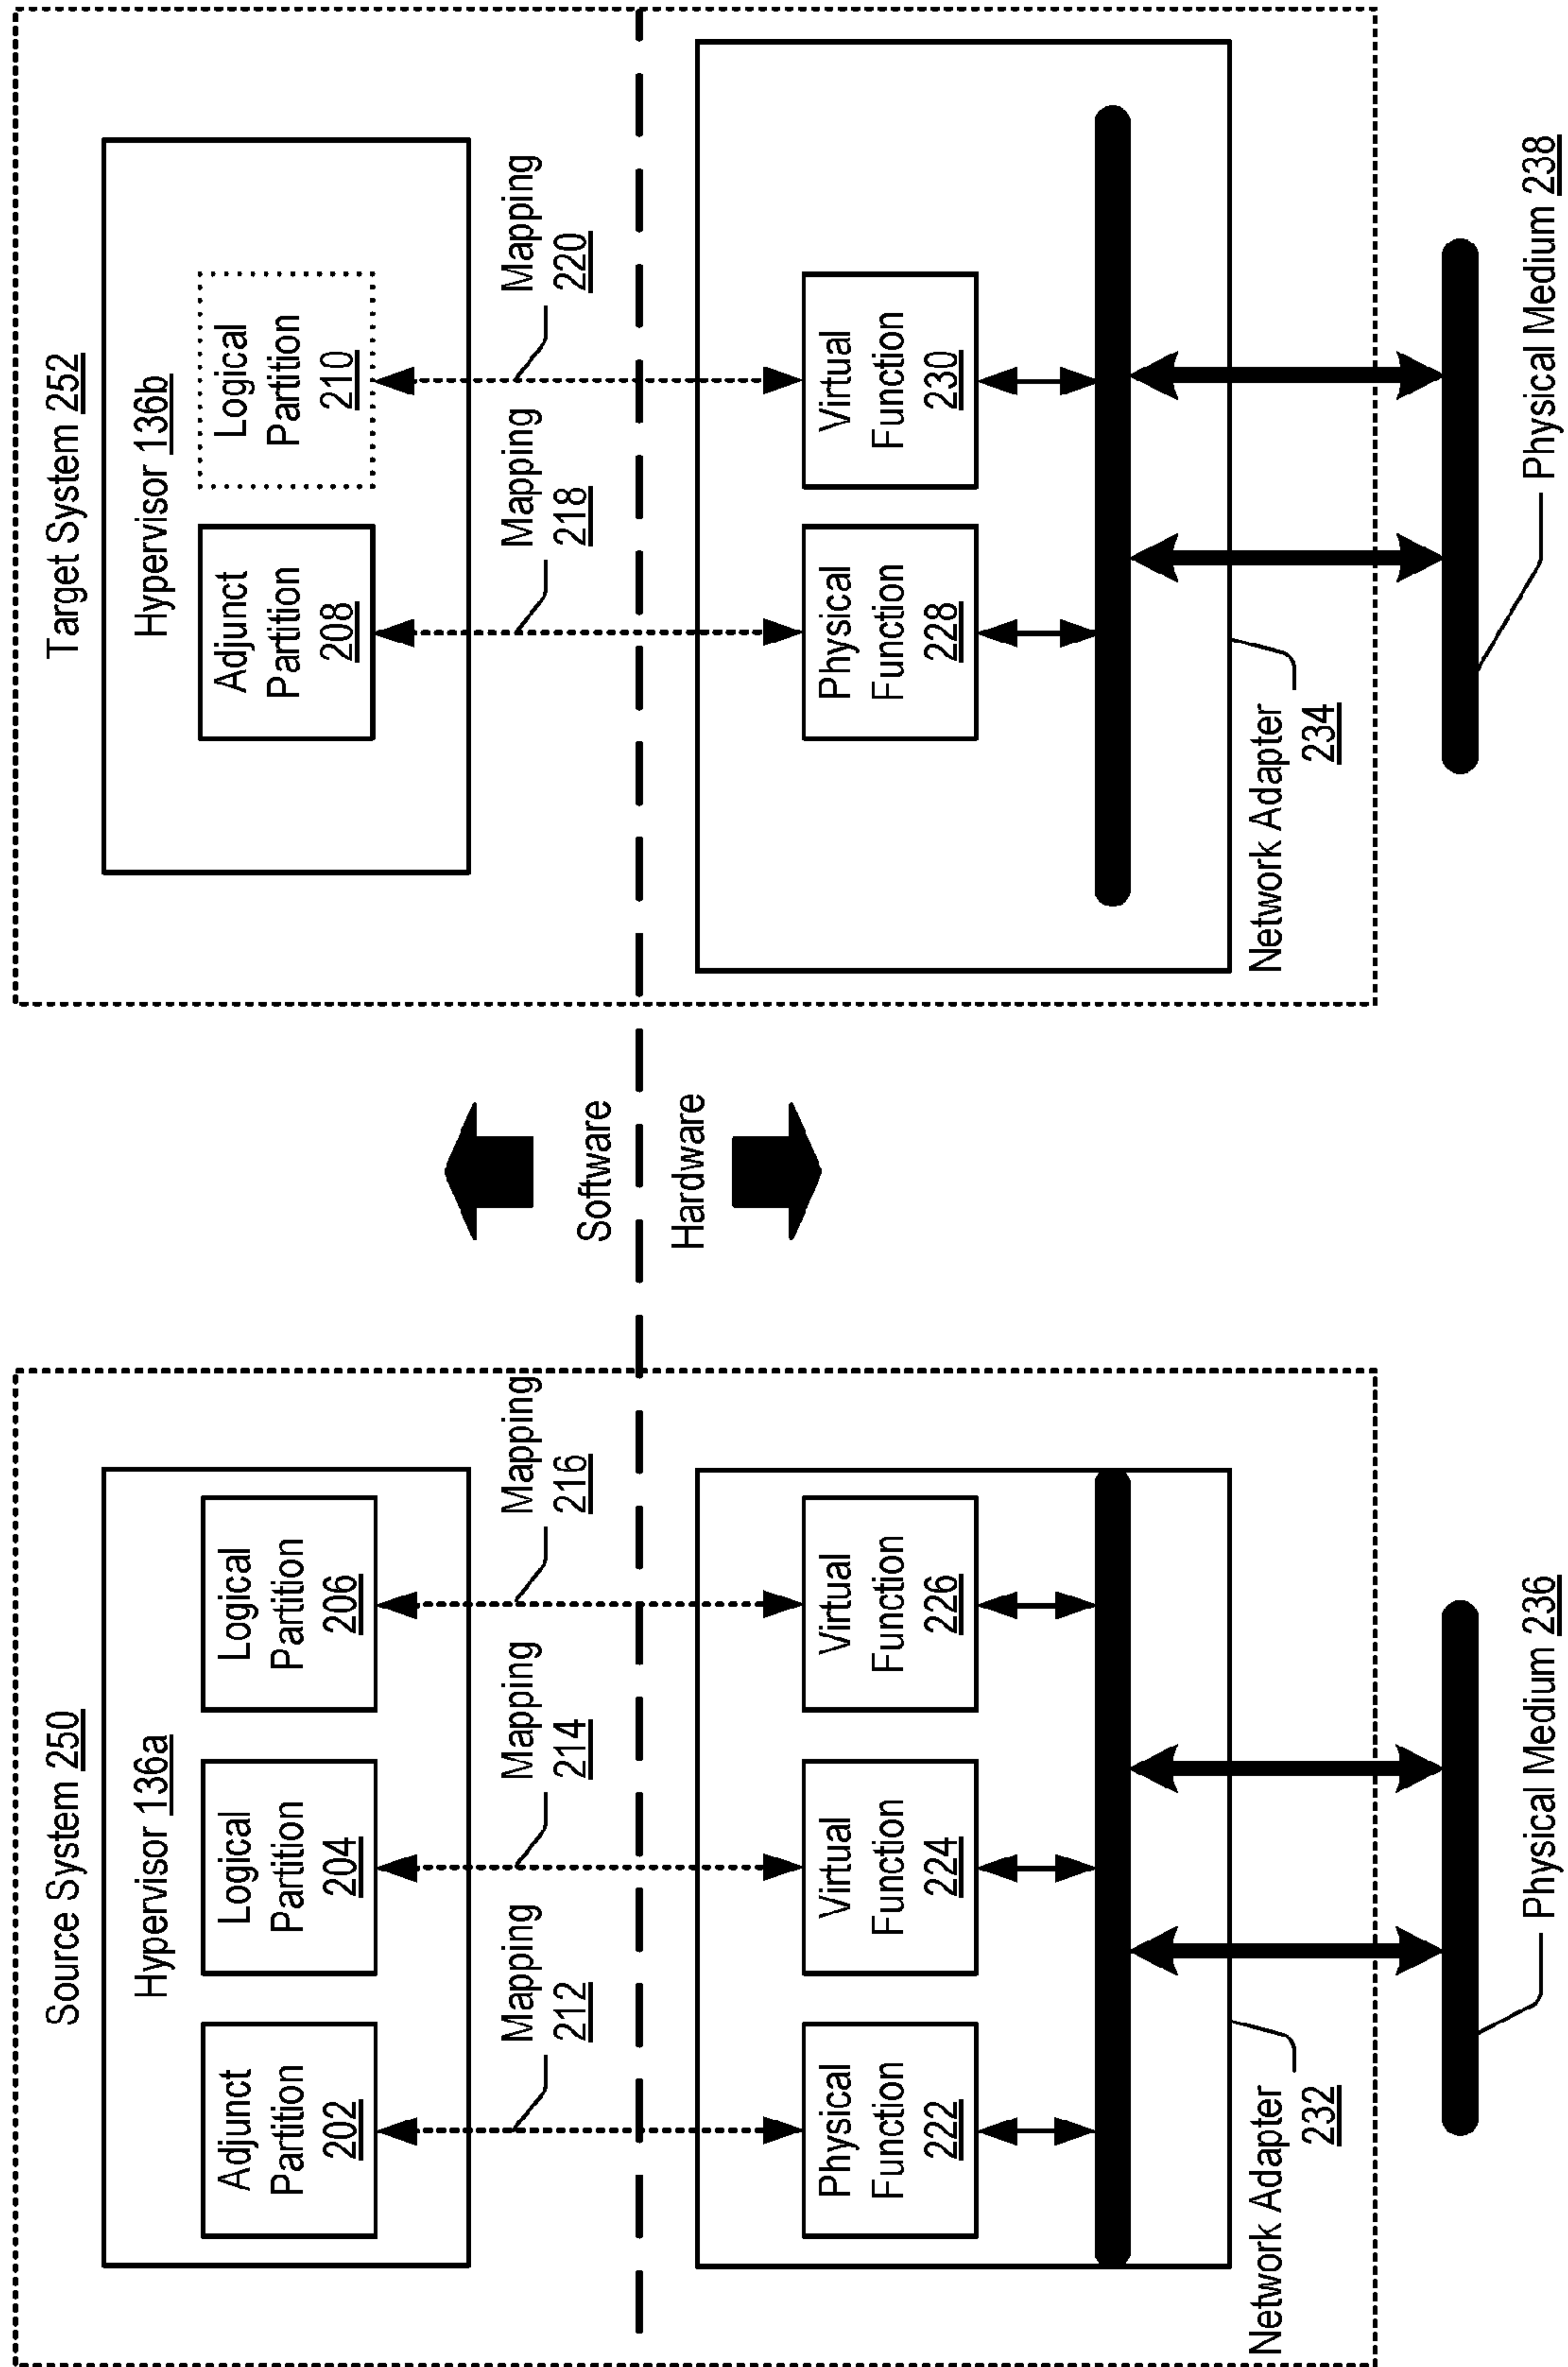 Source System 250
Hypervisor 136a
Adjunct
Partition
202
Logical
Partition
204
Logical
Partition
206
Mapping
212
Mapping
214
Mapping
216
Physical
Function
222
Virtual
Function
224
Virtual
Function
226
Network Adapter
232
Physical Medium 236
Software
Hardware
Target System 252
Hypervisor 136b
Adjunct
Partition
208
Logical
Partition
210
Mapping
218
Mapping
220
Physical
Function
228
Virtual
Function
230
Network Adapter
234
Physical Medium 238